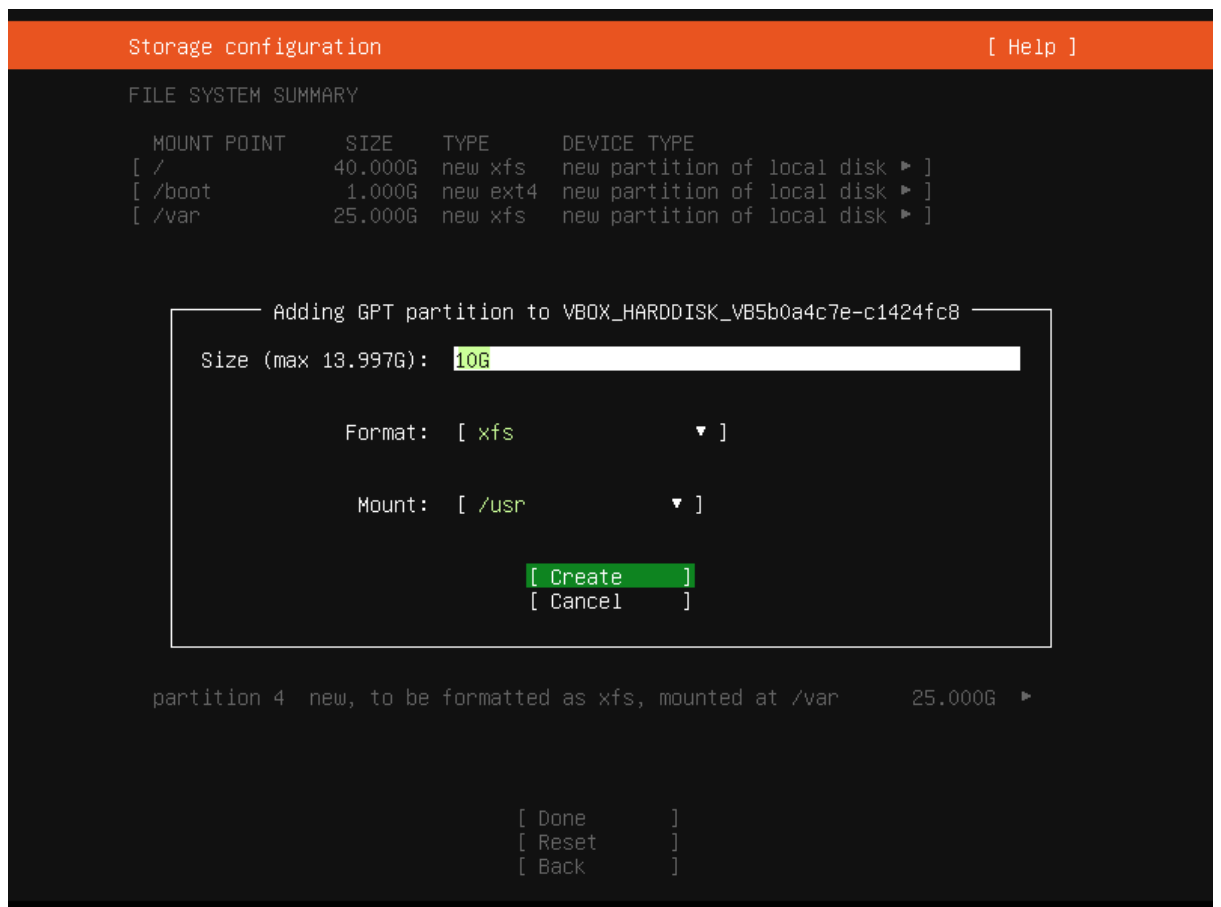 Storage configuration [ Help ]
FILE SYSTEM SUMMARY
MOUNT POINT SIZE TYPE DEVICE TYPE
[ / 40.000G new xfs new partition of local disk ▸ ]
[ /boot 1.000G new ext4 new partition of local disk ▸ ]
[ /var 25.000G new xfs new partition of local disk ▸ ]
Adding GPT partition to VBOX_HARDDISK_VB5b0a4c7e-c1424fc8
Size (max 13.997G): 10G
Format: [ xfs ▾ ]
Mount: [ /usr ▾ ]
[ Create ]
[ Cancel ]
partition 4 new, to be formatted as xfs, mounted at /var 25.000G ▸
[ Done ]
[ Reset ]
[ Back ]